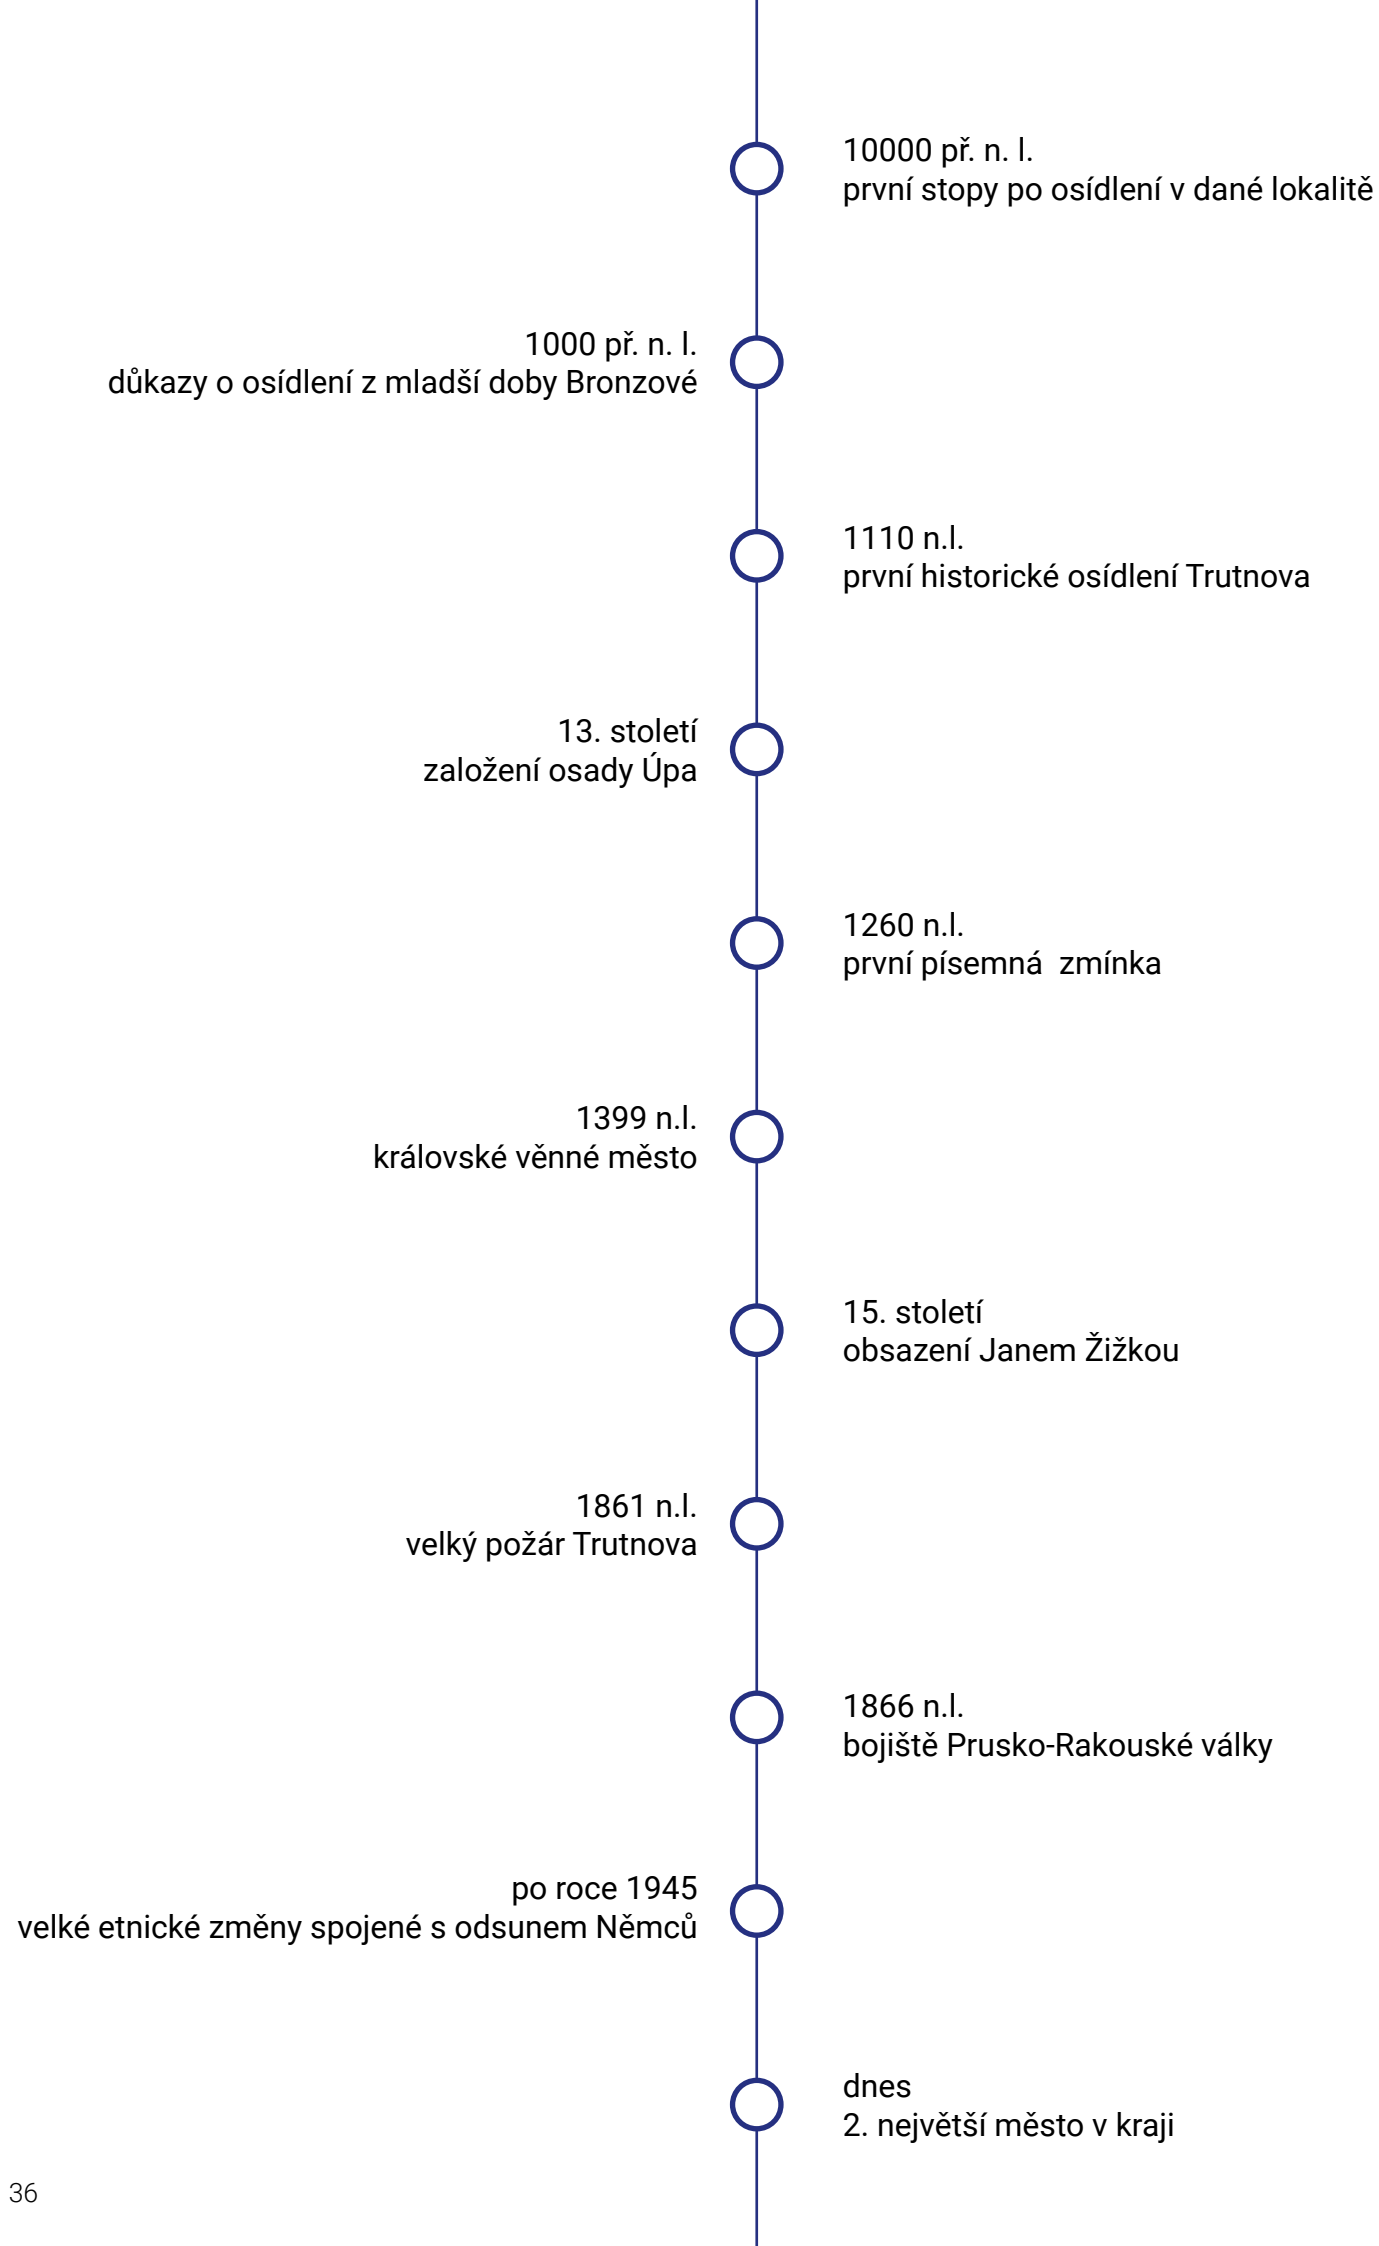 10000 př. n. l.
první stopy po osídlení v dané lokalitě
1000 př. n. l.
důkazy o osídlení z mladší doby Bronzové
1110 n.l.
první historické osídlení Trutnova
13. století
založení osady Úpa
1260 n.l.
první písemná  zmínka
1399 n.l.
královské věnné město
15. století
obsazení Janem Žižkou
1861 n.l.
velký požár Trutnova
1866 n.l.
bojiště Prusko-Rakouské války
po roce 1945
velké etnické změny spojené s odsunem Němců
dnes
2. největší město v kraji
36